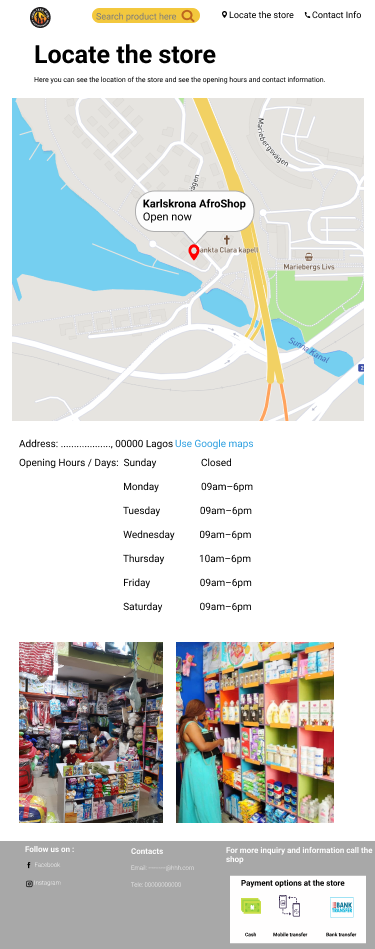 Search product here
Locate the store
Contact Info
Locate the store
Here you can see the location of the store and see the opening hours and contact information.
Mariebergsvägen
Karlskrona AfroShop
Open now
ankta Clara kapell
Mariebergs Livs
Sunna Kanal
Address: ..................., 00000 Lagos Use Google maps
Opening Hours / Days: Sunday Closed
Monday 09am–6pm
Tuesday 09am–6pm
Wednesday 09am–6pm
Thursday 10am–6pm
Friday 09am–6pm
Saturday 09am–6pm
Follow us on :
Facebook
Instagram
Contacts
Tele: 00000000000
For more inquiry and information call the
shop
Payment options at the store
BANK
TRANSFER
Cash
Mobile transfer
Bank transfer